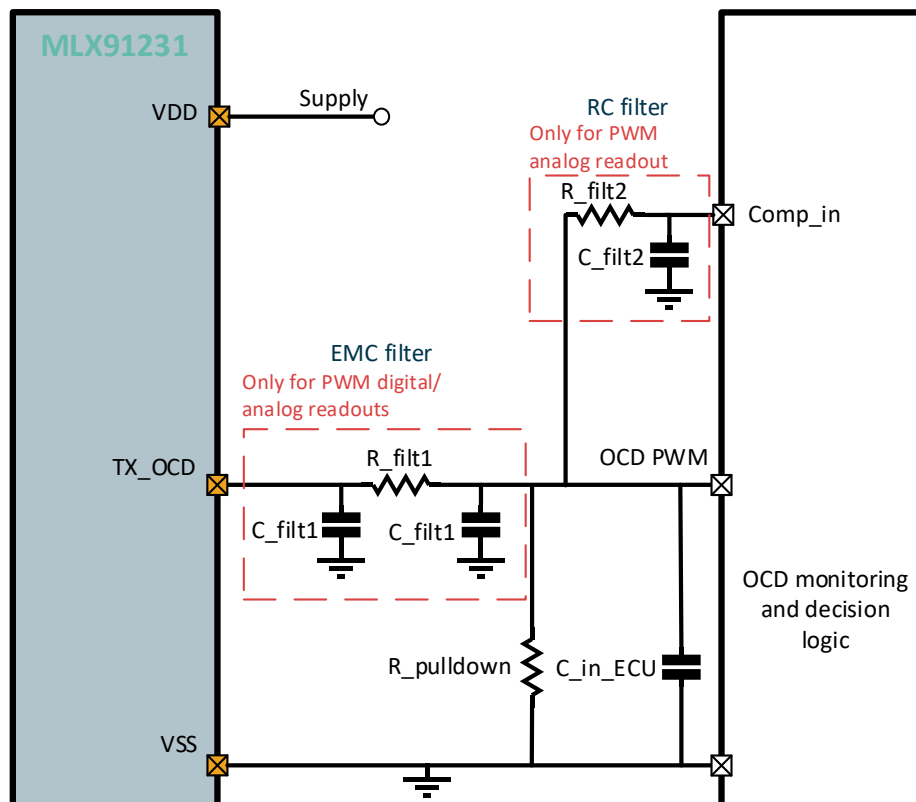 MLX91231
VDD
Supply
RC filter
Only for PWM
analog readout
R_filt2
Comp_in
C_filt2
EMC filter
Only for PWM digital/
analog readouts
TX_OCD
R_filt1
OCD PWM
C_filt1
C_filt1
OCD monitoring
and decision
logic
R_pulldown
C_in_ECU
VSS